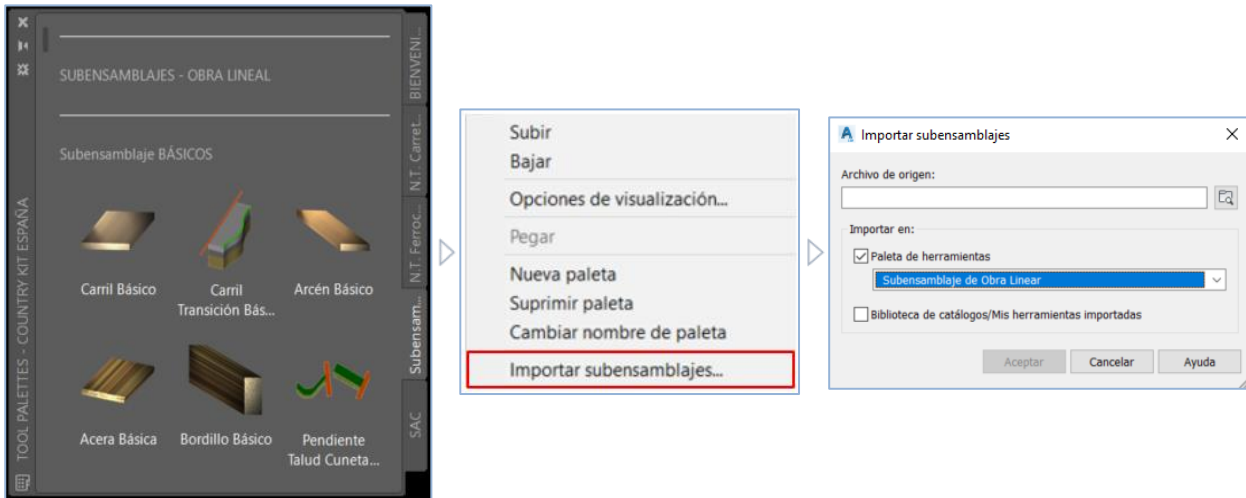 SUBENSAMBLAJES - OBRA LINEAL
Subensamblaje BÁSICOS
Carril Básico
Carril
Transición Bás...
Arcén Básico
Acera Básica
Bordillo Básico
Pendiente
Talud Cuneta...
TOOL PALETTES - COUNTRY KIT ESPAÑA
BIENVENI...
N.T. Carret...
N.T. Ferroc...
Subensam...
SAC
Subir
Bajar
Opciones de visualización...
Pegar
Nueva paleta
Suprimir paleta
Cambiar nombre de paleta
Importar subensamblajes...
Importar subensamblajes
Archivo de origen:
Importar en:
Paleta de herramientas
Subensamblaje de Obra Linear
Biblioteca de catálogos/Mis herramientas importadas
Aceptar
Cancelar
Ayuda